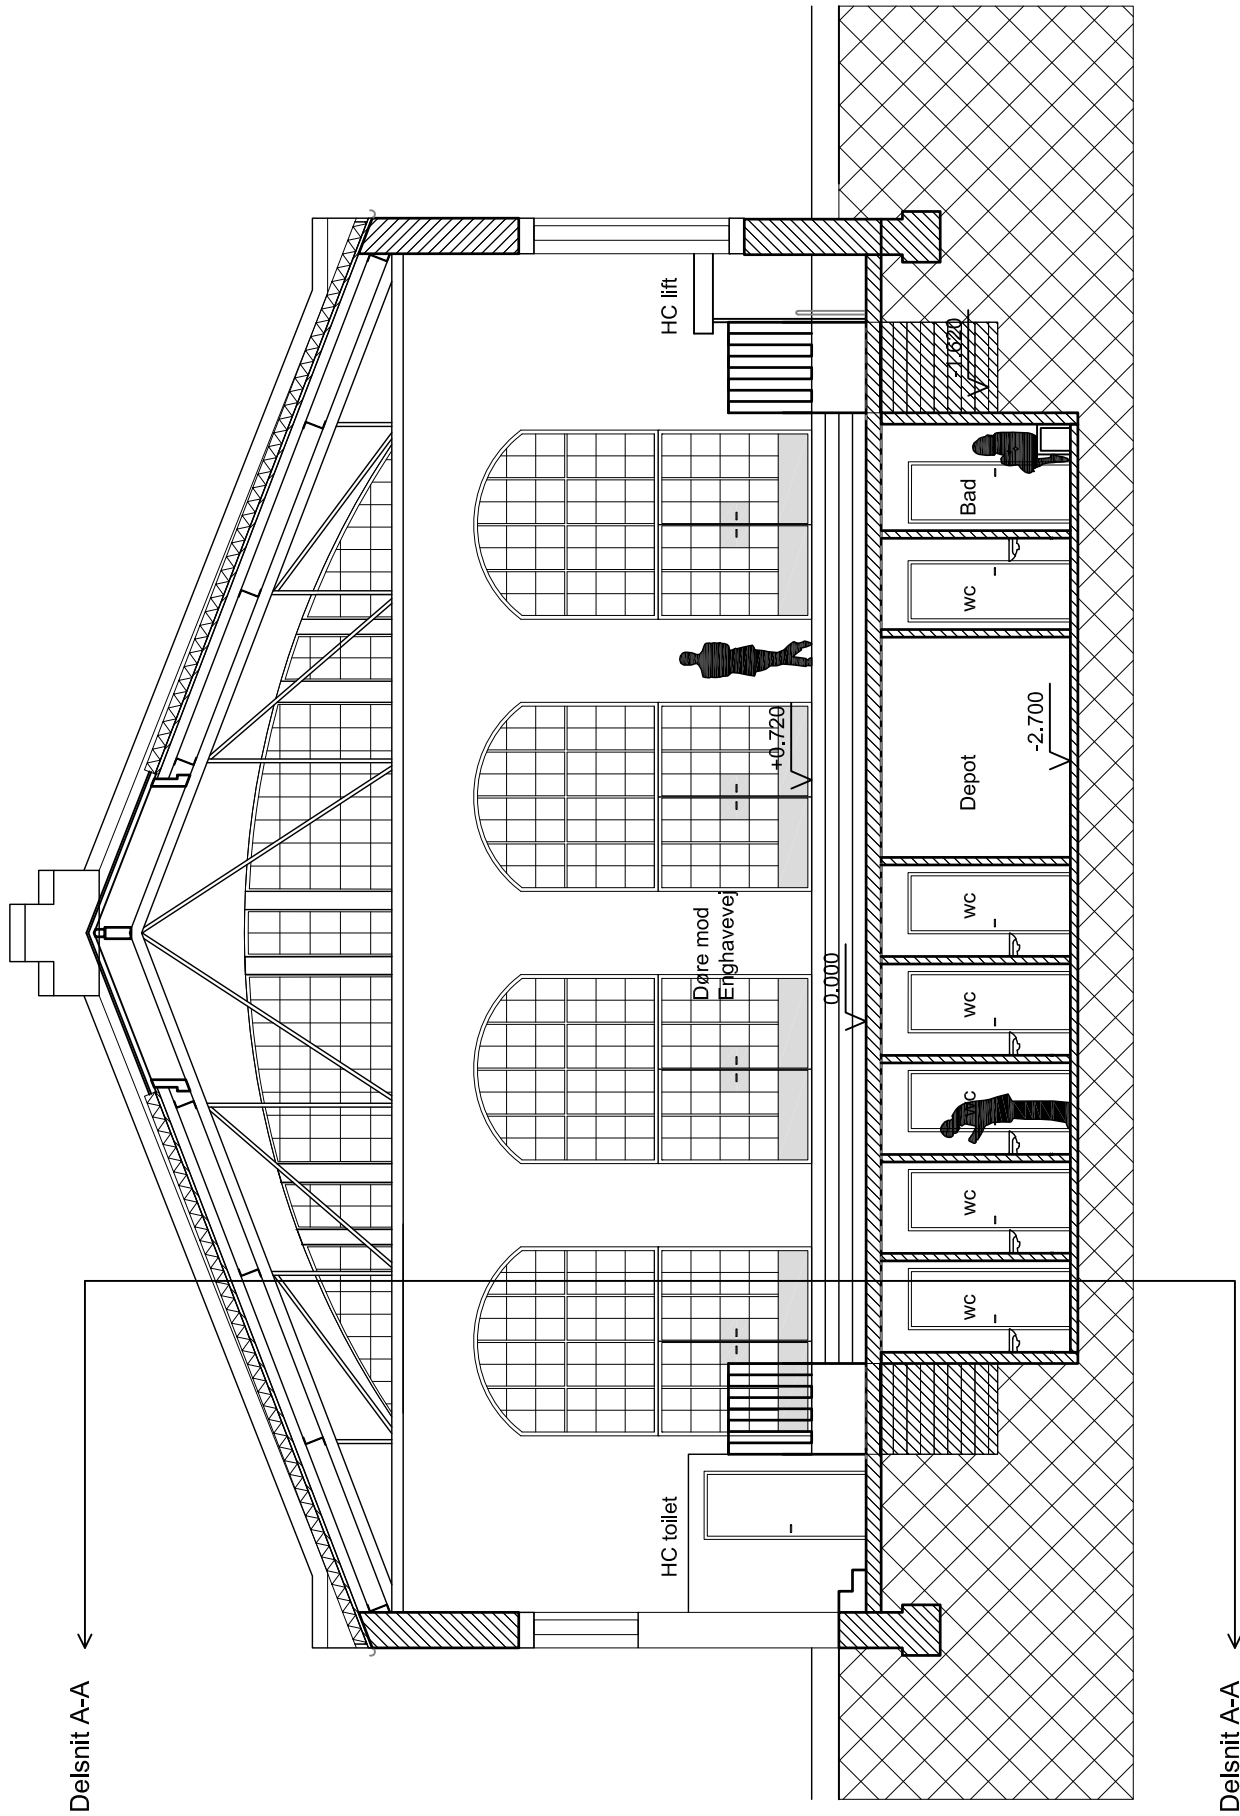 Delsnit A-A
Delsnit A-A
HC toilet
HC lift
Døre mod
Enghavevej
+0.720
0.000
-1.620
wc
wc
wc
wc
wc
Depot
wc
Bad
-2.700